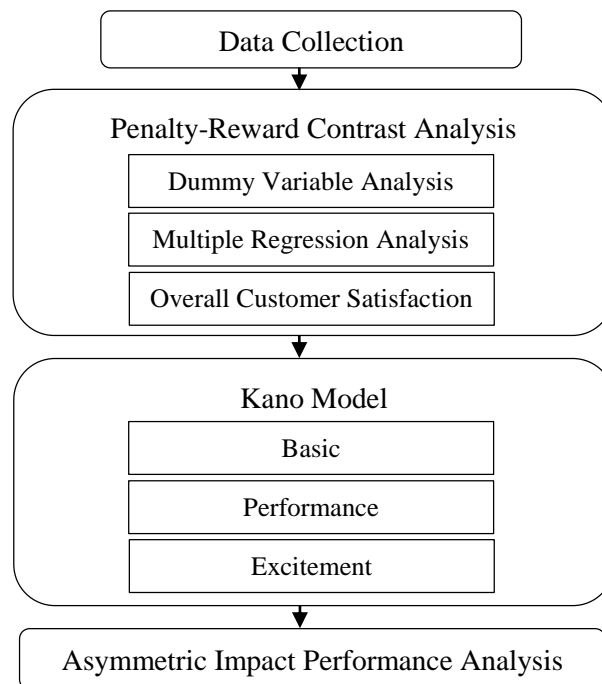 Data Collection
Penalty-Reward Contrast Analysis
Dummy Variable Analysis
Multiple Regression Analysis
Overall Customer Satisfaction
Kano Model
Basic
Performance
Excitement
Asymmetric Impact Performance Analysis